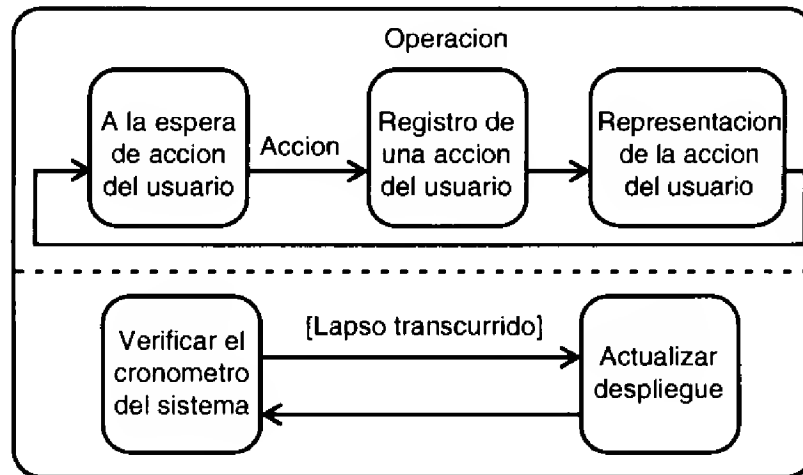 Operacion
A la espera
de accion
del usuario
Accion
Registro de
una accion
del usuario
Representacion
de la accion
del usuario
Verificar el
cronometro
del sistema
[Lapso transcurrido]
Actualizar
despliegue